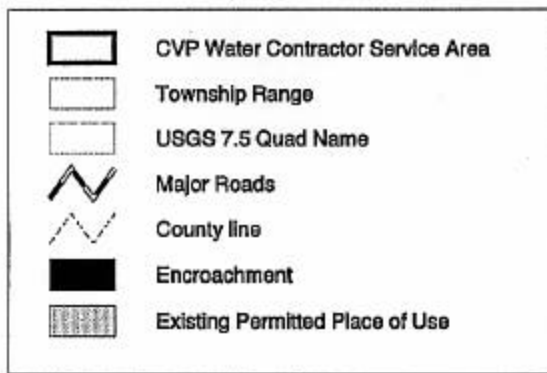 CVP Water Contractor Service Area
Township Range
USGS 7.5 Quad Name
Major Roads
County line
Encroachment
Existing Permitted Place of Use